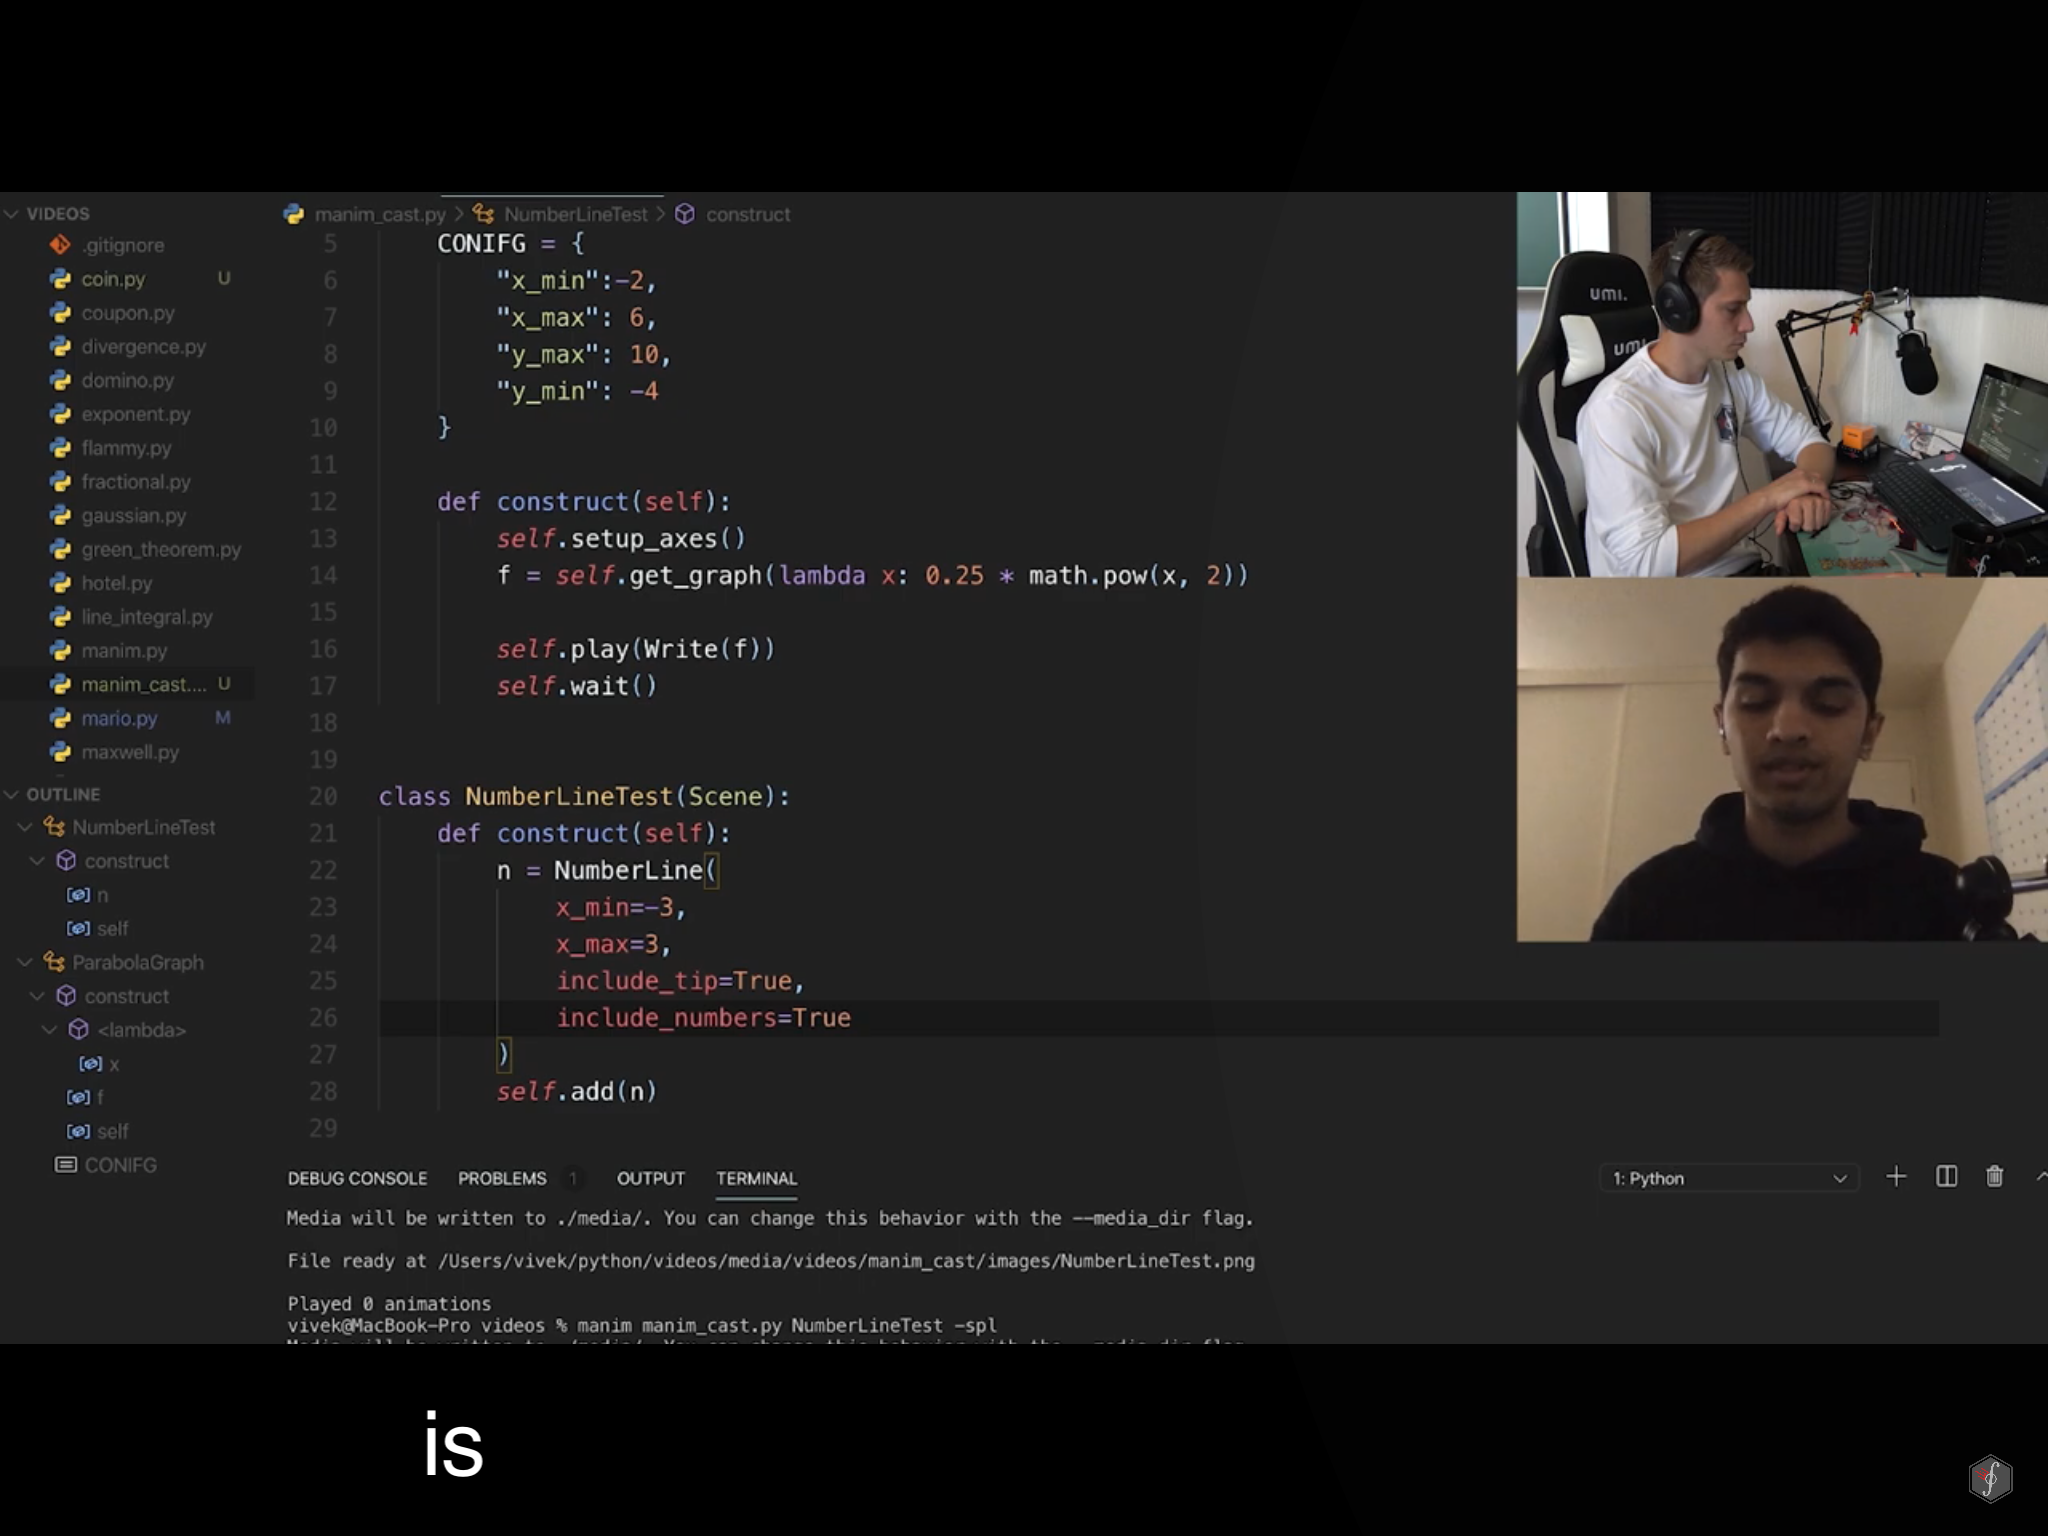 VIDEOS
.gitignore
coin.py U
coupon.py
divergence.py
domino.py
exponent.py
flammy.py
fractional.py
gaussian.py
green_theorem.py
hotel.py
line_integral.py
manim.py
manim_cast.... U
mario.py M
maxwell.py
OUTLINE
NumberLineTest
construct
n
self
ParabolaGraph
construct
<lambda>
x
f
self
CONIFG
manim_cast.py > NumberLineTest > construct
5 CONIFG = {
6 "x_min":-2,
7 "x_max": 6,
8 "y_max": 10,
9 "y_min": -4
10 }
11
12 def construct(self):
13 self.setup_axes()
14 f = self.get_graph(lambda x: 0.25 * math.pow(x, 2))
15
16 self.play(Write(f))
17 self.wait()
18
19
20 class NumberLineTest(Scene):
21 def construct(self):
22 n = NumberLine(
23 x_min=-3,
24 x_max=3,
25 include_tip=True,
26 include_numbers=True
27 )
28 self.add(n)
29
DEBUG CONSOLE PROBLEMS 1 OUTPUT TERMINAL 1: Python
Media will be written to ./media/. You can change this behavior with the --media_dir flag.
File ready at /Users/vivek/python/videos/media/videos/manim_cast/images/NumberLineTest.png
Played 0 animations
vivek@MacBook-Pro videos % manim manim_cast.py NumberLineTest -spl
umi.
umi.
is